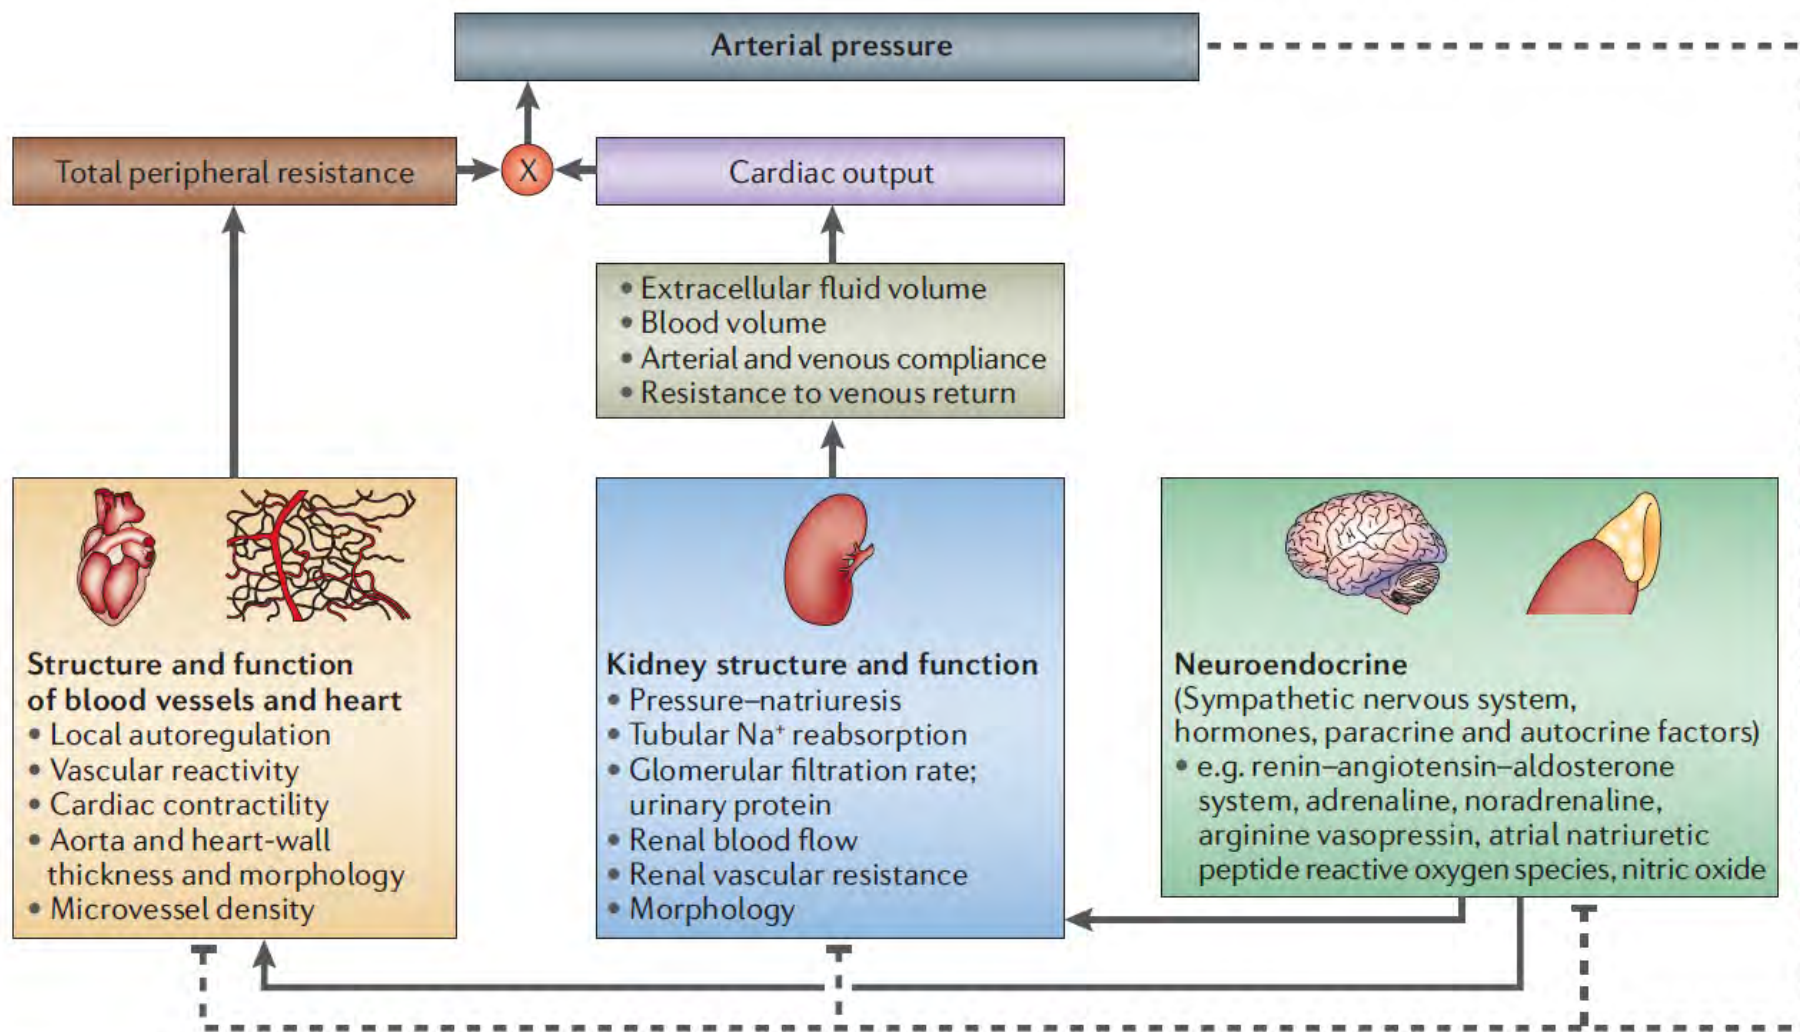 Arterial pressure
Total peripheral resistance
X
Cardiac output
• Extracellular fluid volume
• Blood volume
• Arterial and venous compliance
• Resistance to venous return
Structure and function
of blood vessels and heart
• Local autoregulation
• Vascular reactivity
• Cardiac contractility
• Aorta and heart-wall
thickness and morphology
• Microvessel density
Kidney structure and function
• Pressure–natriuresis
• Tubular Na⁺ reabsorption
• Glomerular filtration rate;
urinary protein
• Renal blood flow
• Renal vascular resistance
• Morphology
Neuroendocrine
(Sympathetic nervous system,
hormones, paracrine and autocrine factors)
• e.g. renin–angiotensin–aldosterone
system, adrenaline, noradrenaline,
arginine vasopressin, atrial natriuretic
peptide reactive oxygen species, nitric oxide